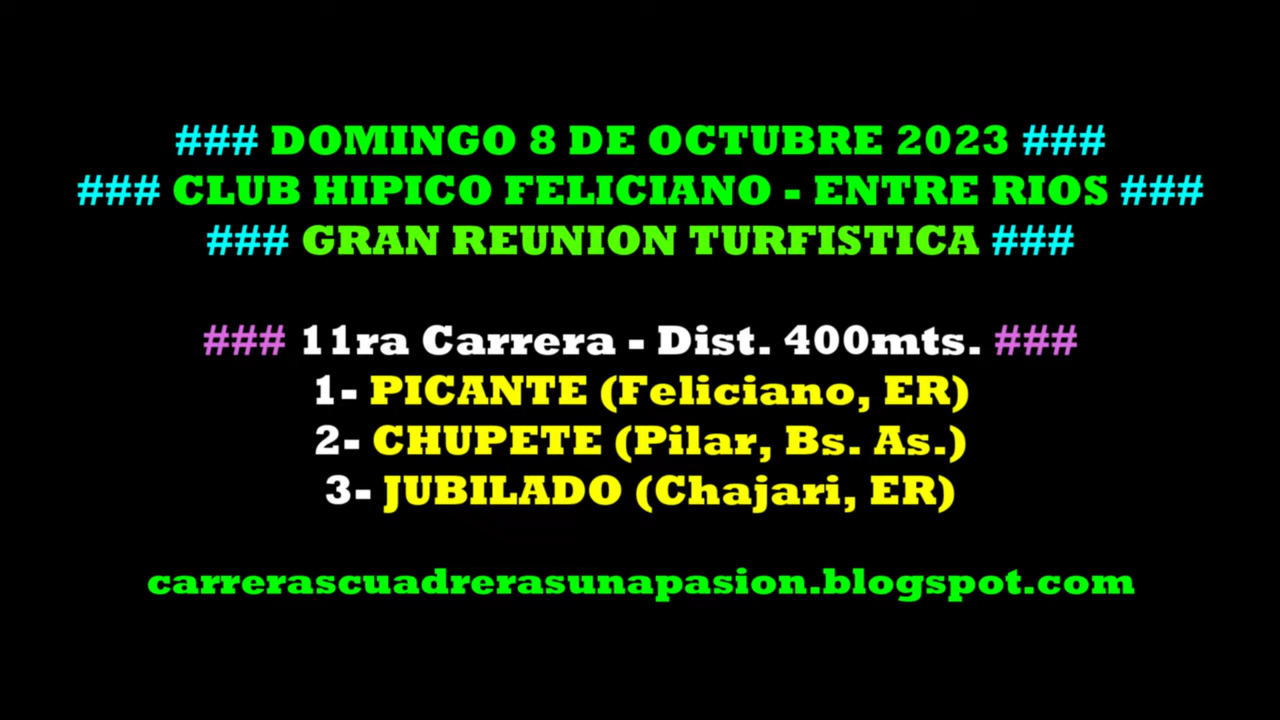 ### DOMINGO 8 DE OCTUBRE 2023 ###
### CLUB HIPICO FELICIANO - ENTRE RIOS ###
### GRAN REUNION TURFISTICA ###
### 11ra Carrera - Dist. 400mts. ###
1- PICANTE (Feliciano, ER)
2- CHUPETE (Pilar, Bs. As.)
3- JUBILADO (Chajari, ER)
carrerascuadrerasunapasion.blogspot.com